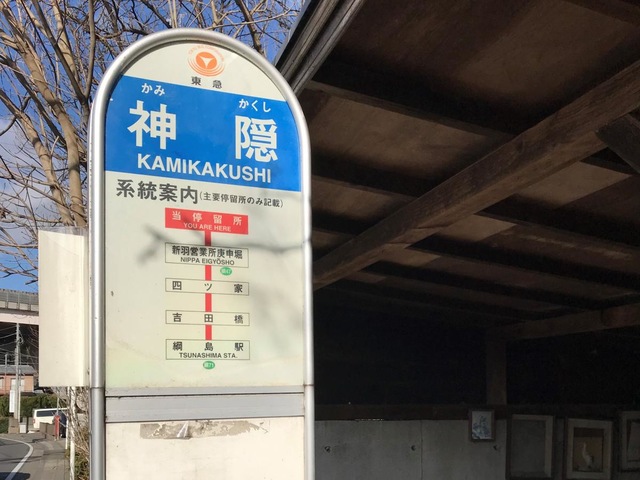 東急
かみ かくし
神 隠
KAMIKAKUSHI
系統案内(主要停留所のみ記載)
当停留所
YOU ARE HERE
新羽営業所庚申堀
NIPPA EIGYŌSHO
四ツ家
吉田橋
綱島駅
TSUNASHIMA STA.